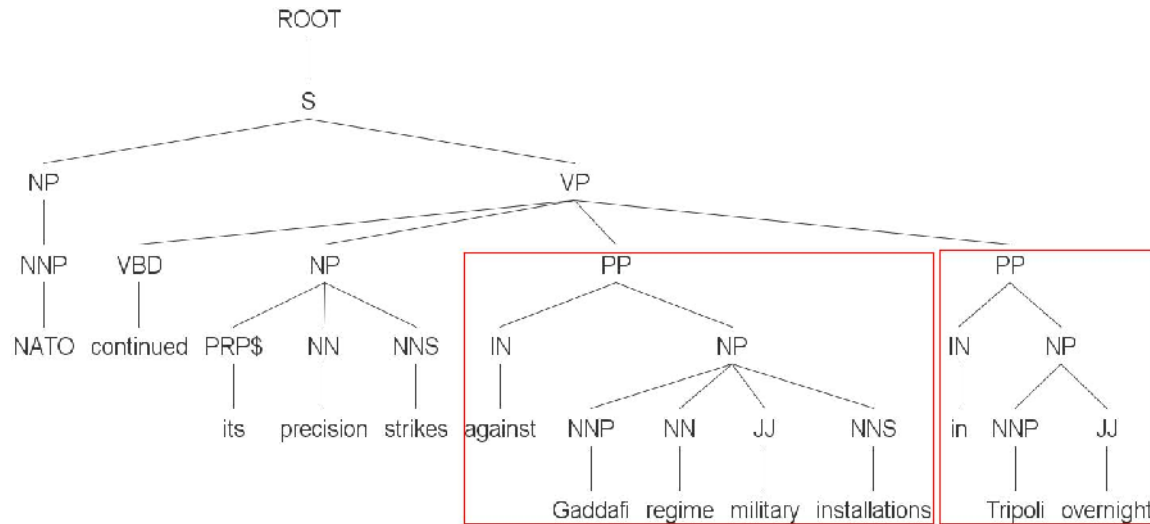 ROOT
S
NP VP
NNP VBD NP PP PP
NATO continued PRP$ NN NNS IN NP IN NP
its precision strikes against NNP NN JJ NNS in NNP JJ
Gaddafi regime military installations Tripoli overnight